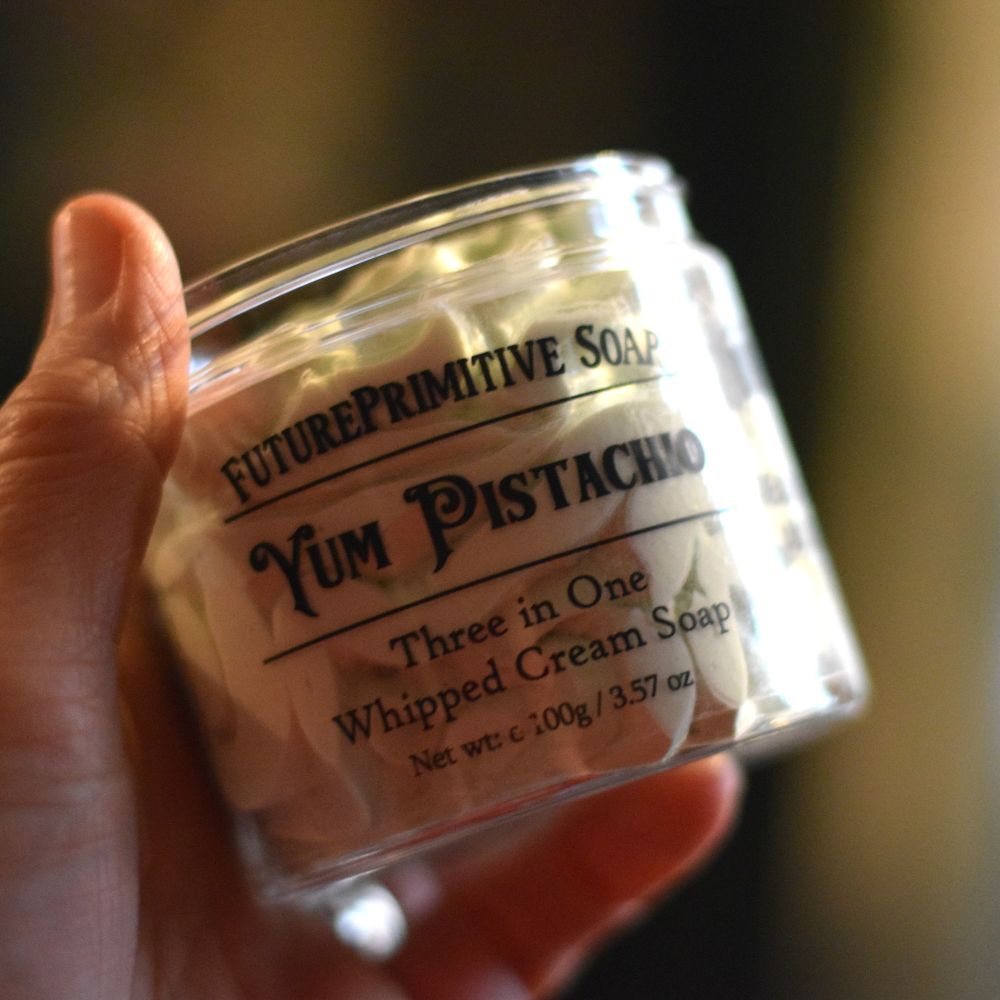 FUTUREPRIMITIVE SOAP
YUM PISTACHIO
Three in One
Whipped Cream Soap
Net wt: 100g / 3.57 oz